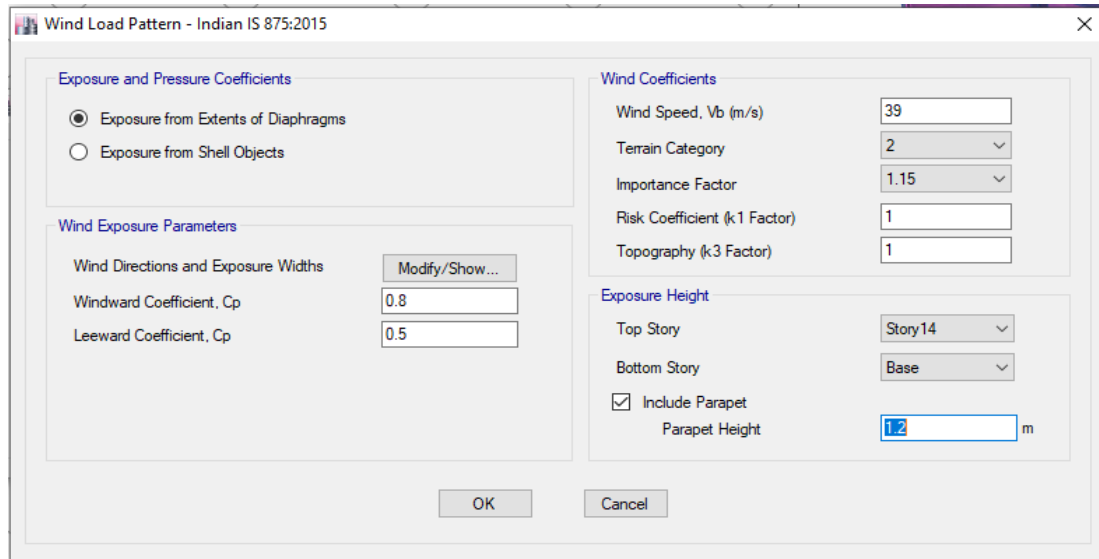 Wind Load Pattern - Indian IS 875:2015
Exposure and Pressure Coefficients
Exposure from Extents of Diaphragms
Exposure from Shell Objects
Wind Exposure Parameters
Wind Directions and Exposure Widths Modify/Show...
Windward Coefficient, Cp 0.8
Leeward Coefficient, Cp 0.5
Wind Coefficients
Wind Speed, Vb (m/s) 39
Terrain Category 2
Importance Factor 1.15
Risk Coefficient (k1 Factor) 1
Topography (k3 Factor) 1
Exposure Height
Top Story Story14
Bottom Story Base
Include Parapet
Parapet Height 1.2 m
OK Cancel